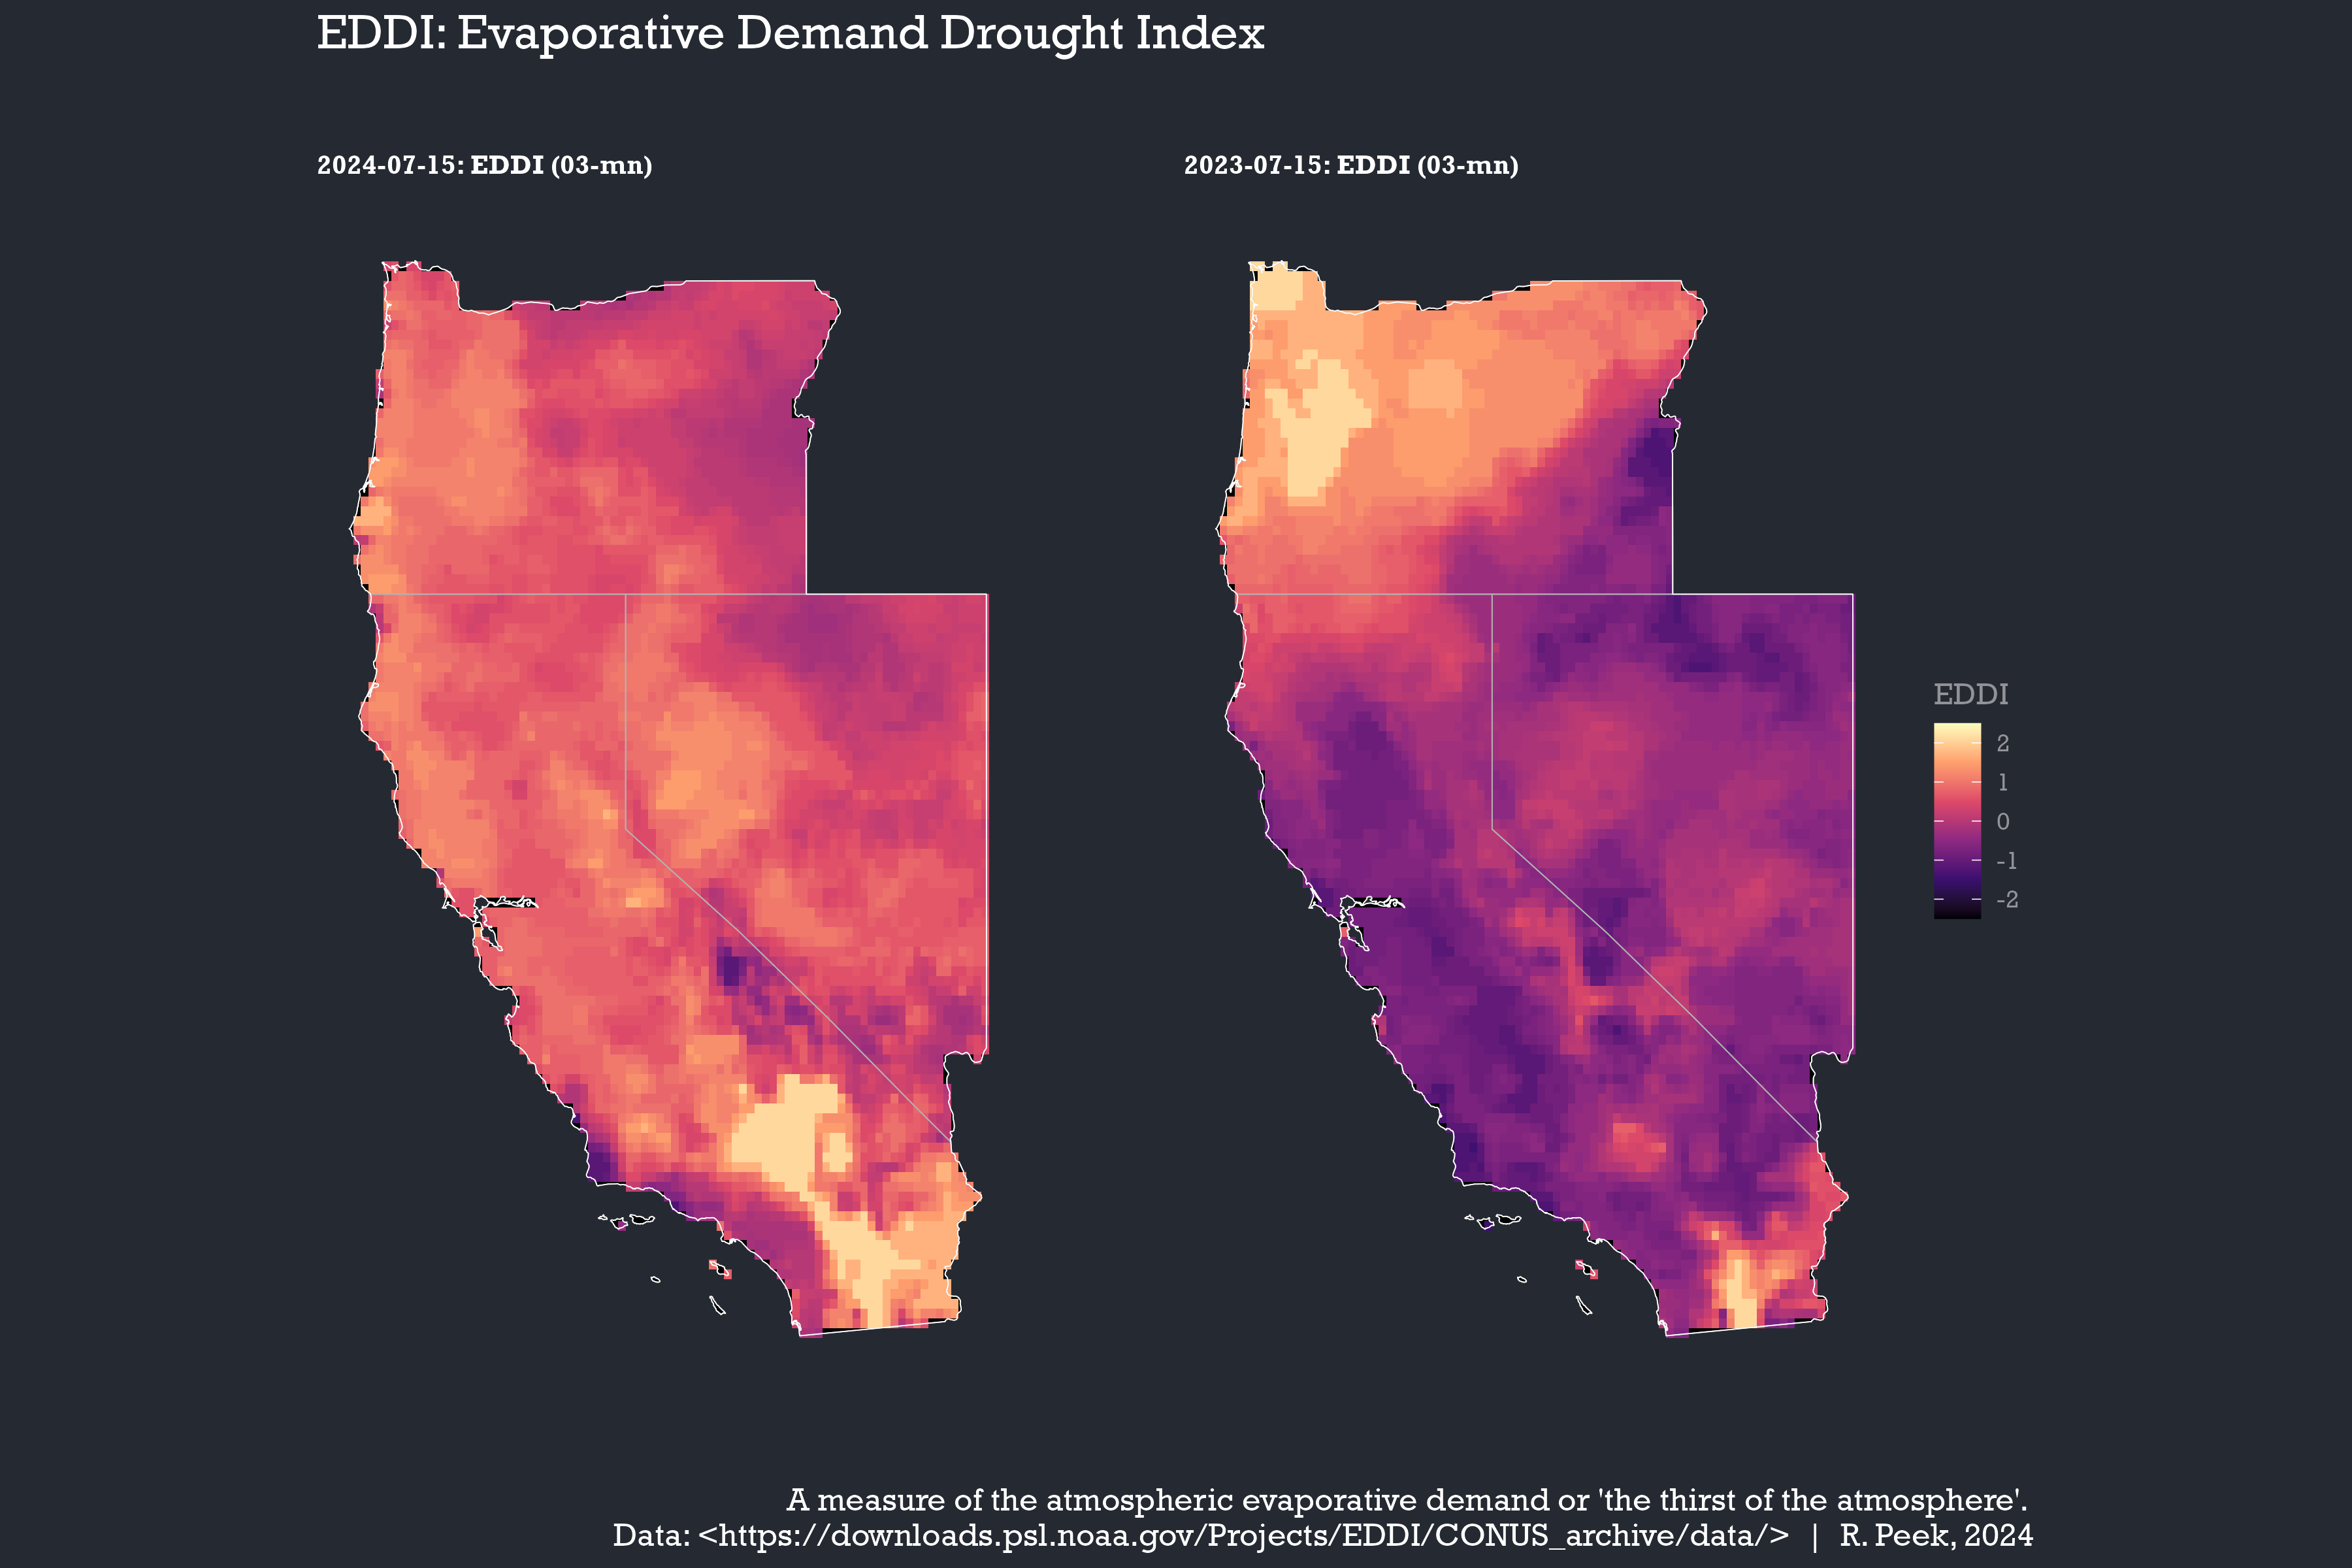 EDDI: Evaporative Demand Drought Index
2024-07-15: EDDI (03-mn)
2023-07-15: EDDI (03-mn)
EDDI
2
1
0
-1
-2
A measure of the atmospheric evaporative demand or 'the thirst of the atmosphere'.
Data: <https://downloads.psl.noaa.gov/Projects/EDDI/CONUS_archive/data/> | R. Peek, 2024